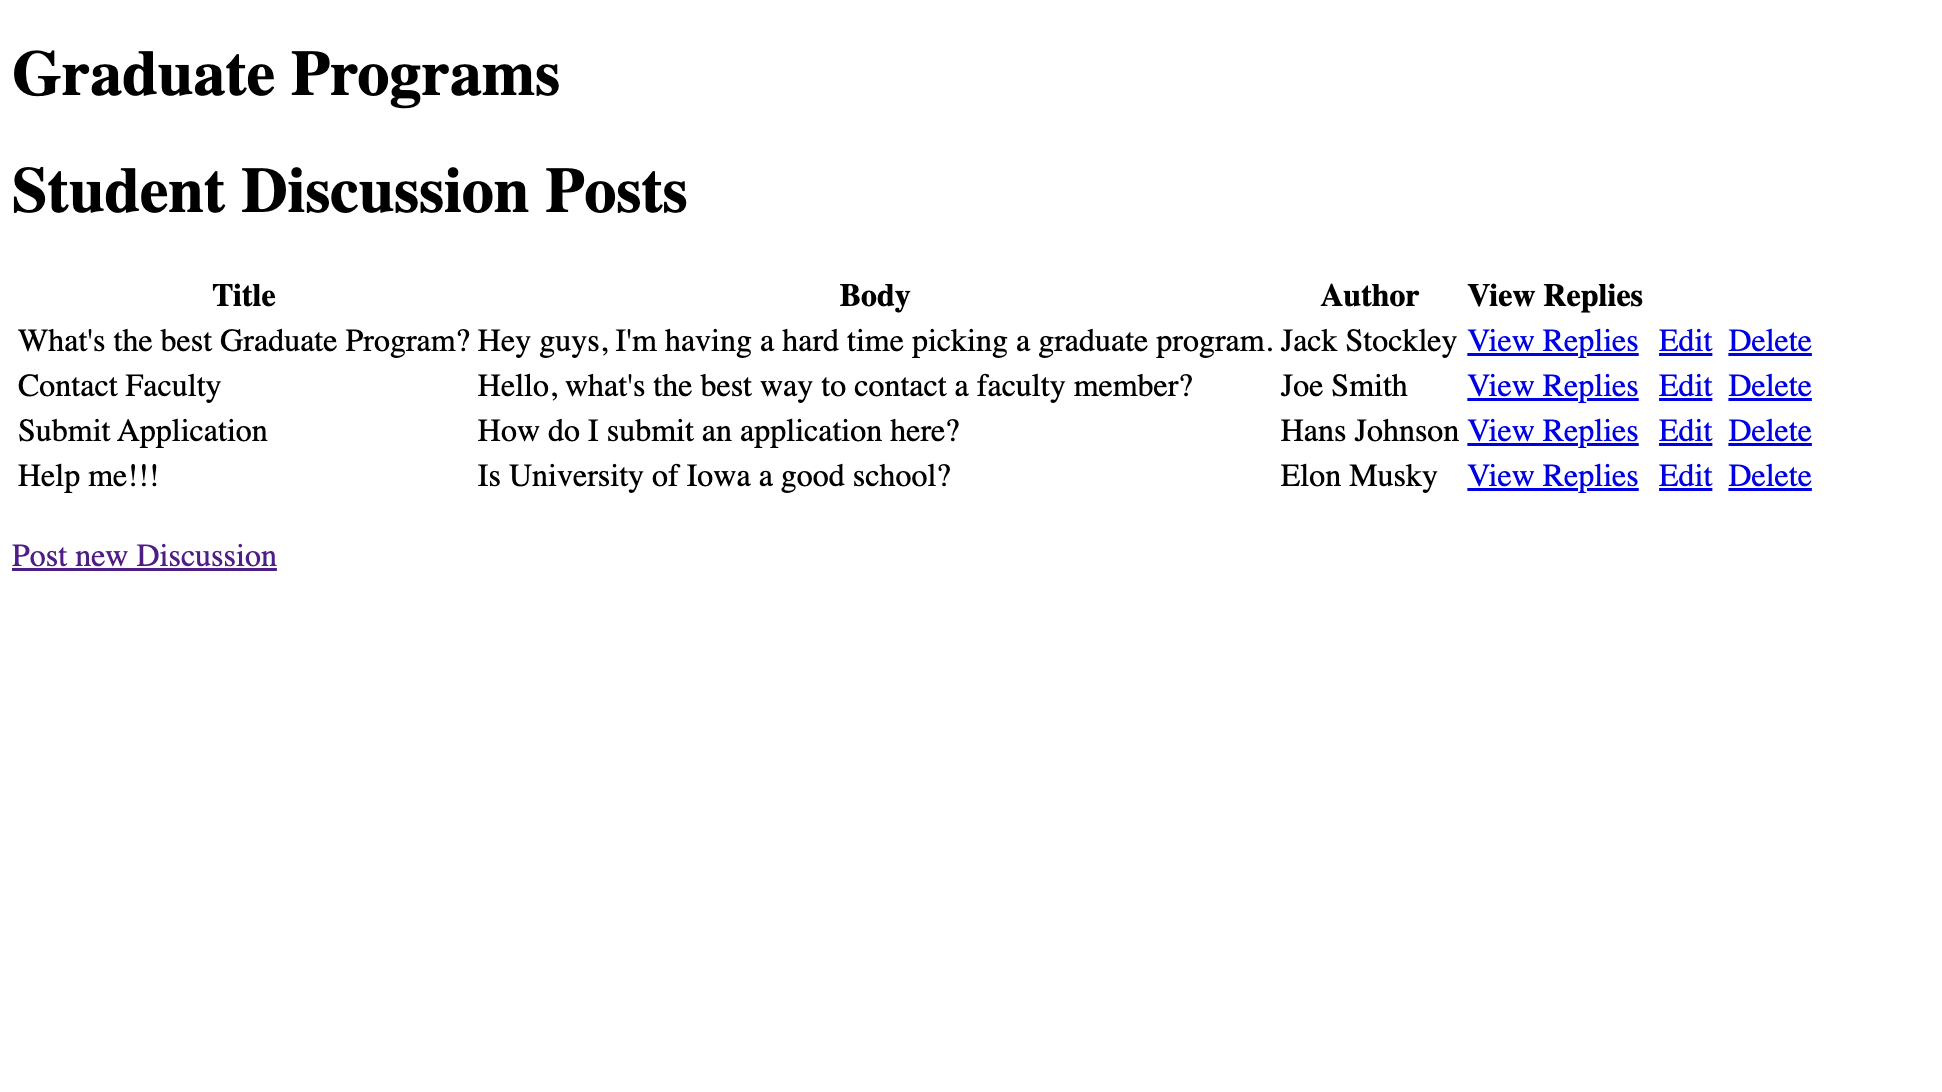 Graduate Programs
Student Discussion Posts
Title Body Author View Replies
What's the best Graduate Program? Hey guys, I'm having a hard time picking a graduate program. Jack Stockley View Replies Edit Delete
Contact Faculty Hello, what's the best way to contact a faculty member? Joe Smith View Replies Edit Delete
Submit Application How do I submit an application here? Hans Johnson View Replies Edit Delete
Help me!!! Is University of Iowa a good school? Elon Musky View Replies Edit Delete
Post new Discussion